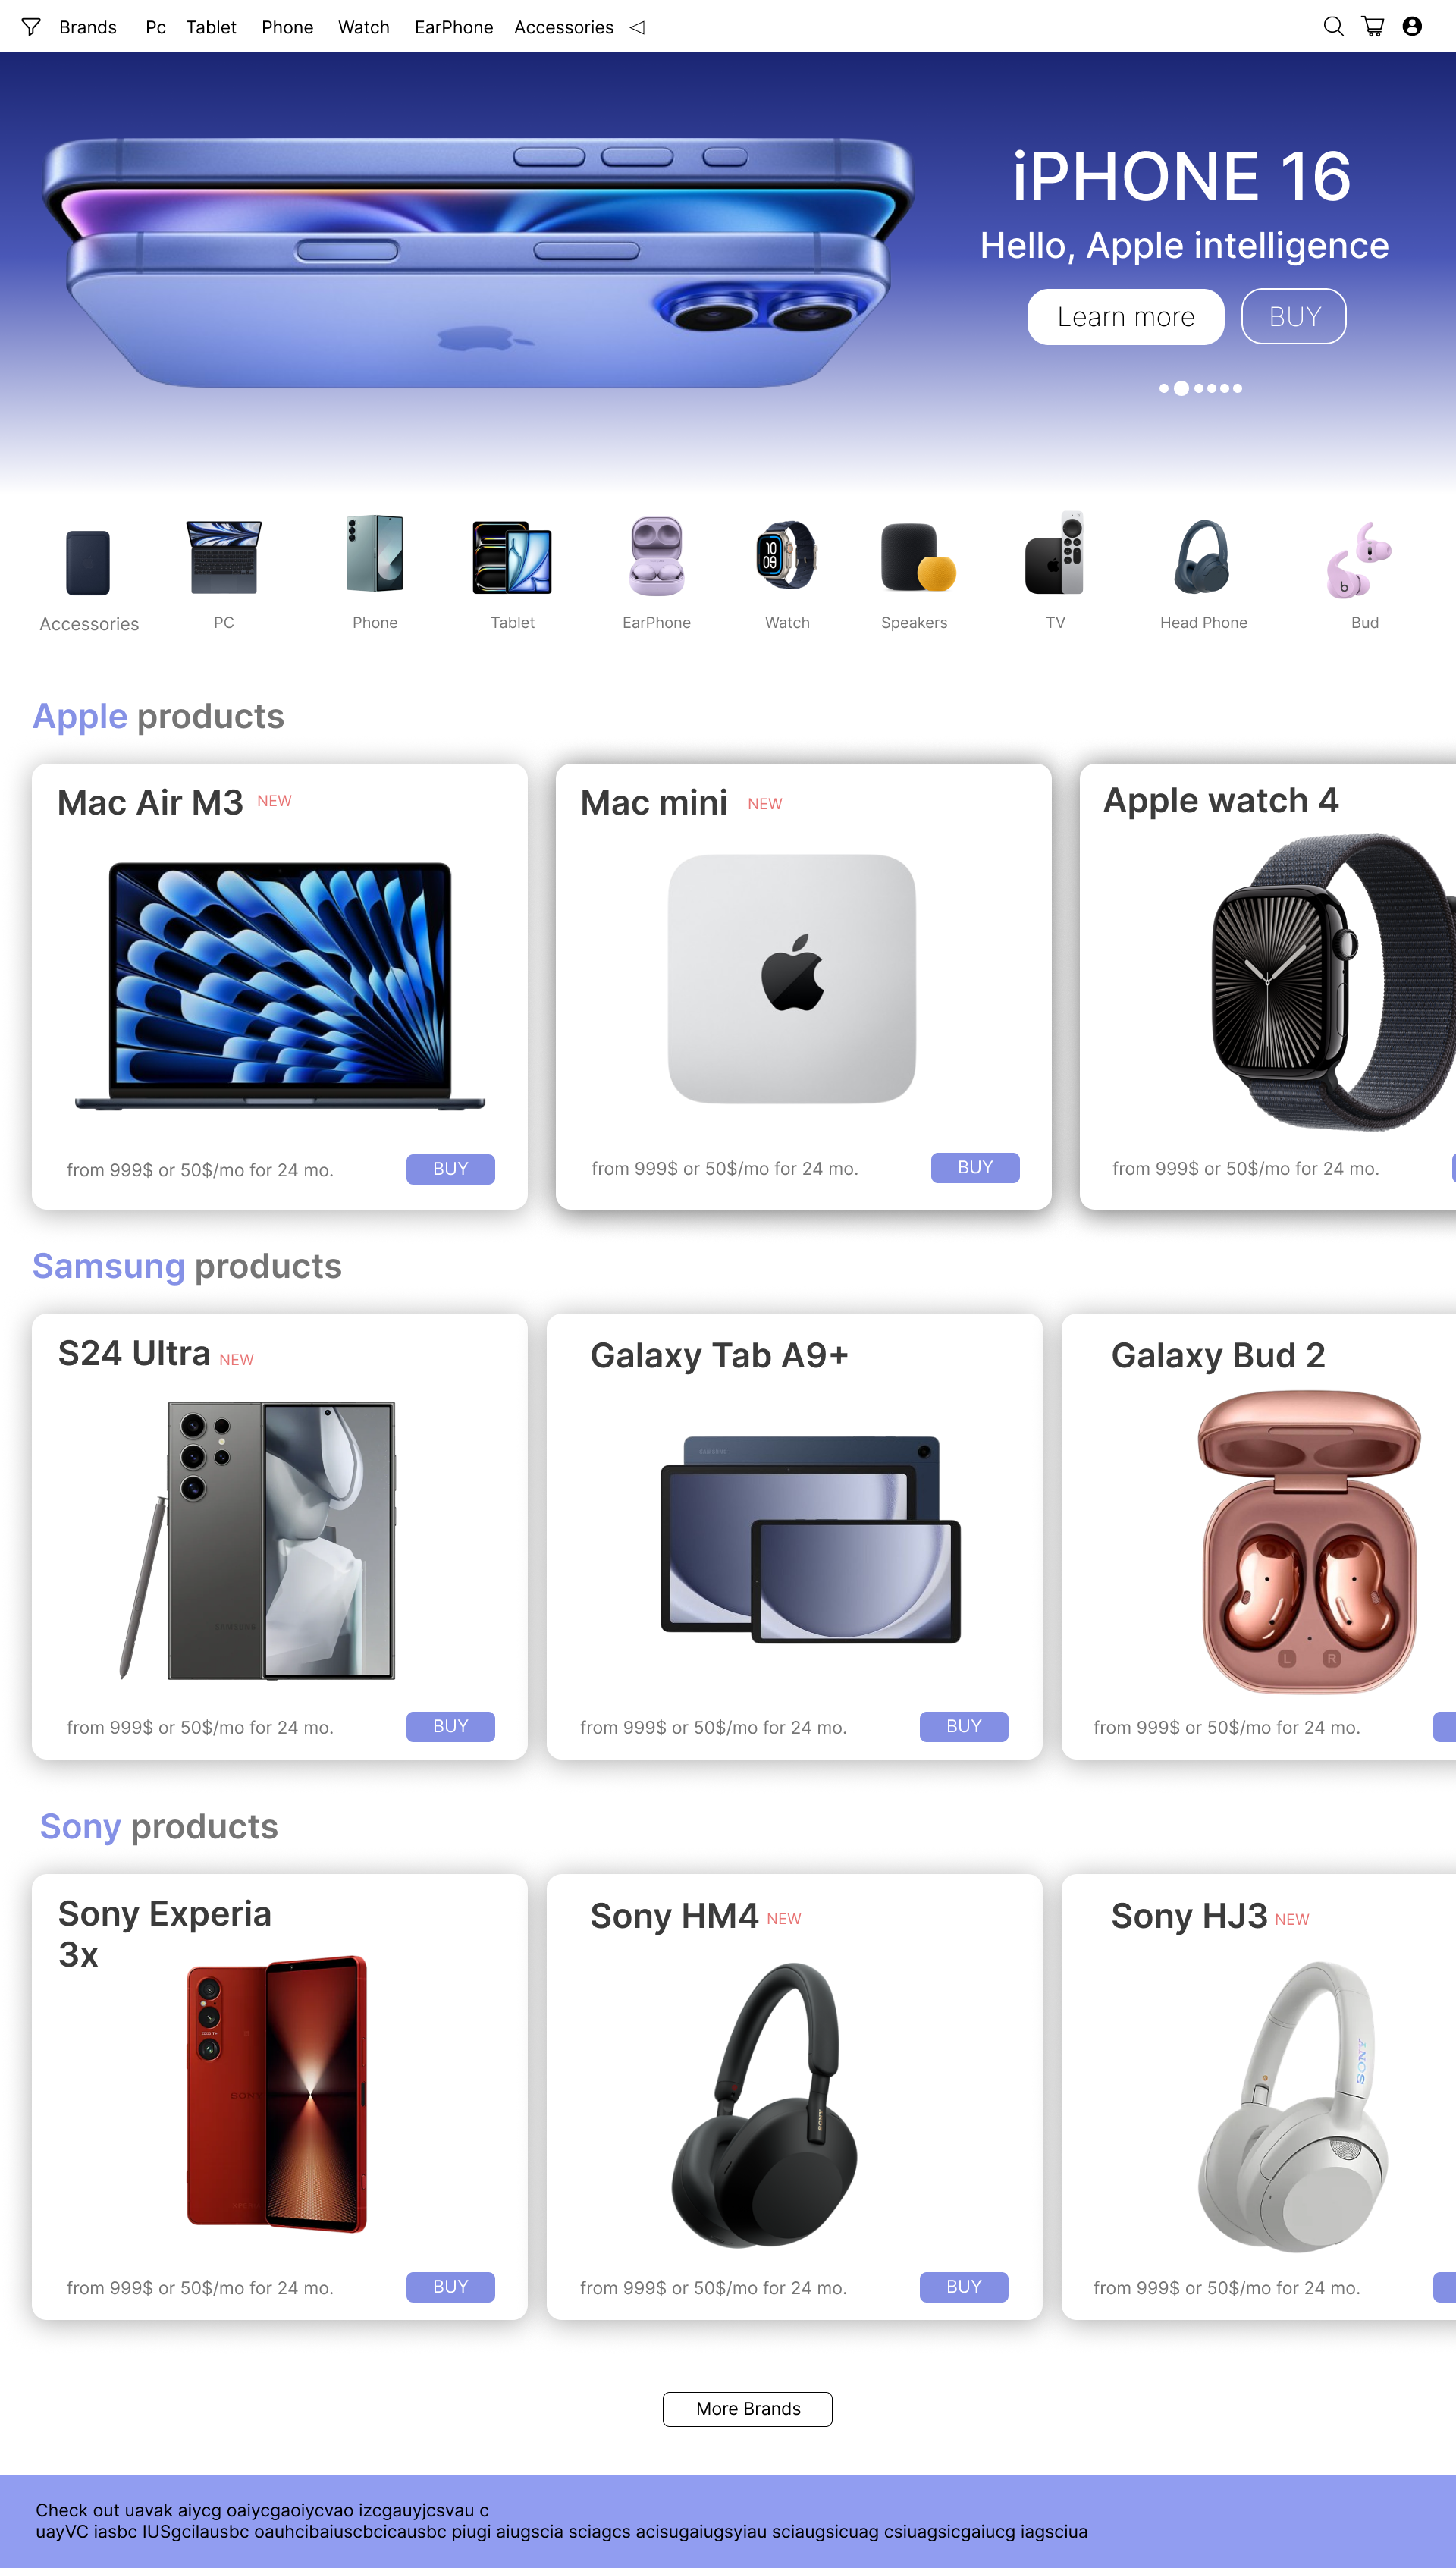 Brands Pc Tablet Phone Watch EarPhone Accessories
iPHONE 16
Hello, Apple intelligence
Learn more BUY
10
09
b
Accessories PC Phone Tablet EarPhone Watch Speakers TV Head Phone Bud
Apple products
Mac Air M3 NEW
Mac mini NEW
Apple watch 4
from 999$ or 50$/mo for 24 mo. BUY
from 999$ or 50$/mo for 24 mo. BUY
from 999$ or 50$/mo for 24 mo.
Samsung products
S24 Ultra NEW
Galaxy Tab A9+
Galaxy Bud 2
SAMSUNG
SAMSUNG
L R
from 999$ or 50$/mo for 24 mo. BUY
from 999$ or 50$/mo for 24 mo. BUY
from 999$ or 50$/mo for 24 mo.
Sony products
Sony Experia
3x
Sony HM4 NEW
Sony HJ3 NEW
SONY
SONY
SONY
from 999$ or 50$/mo for 24 mo. BUY
from 999$ or 50$/mo for 24 mo. BUY
from 999$ or 50$/mo for 24 mo.
More Brands
Check out uavak aiycg oaiycgaoiycvao izcgauyjcsvau c
uayVC iasbc IUSgcilausbc oauhcibaiuscbcicausbc piugi aiugscia sciagcs acisugaiugsyiau sciaugsicuag csiuagsicgaiucg iagsciua